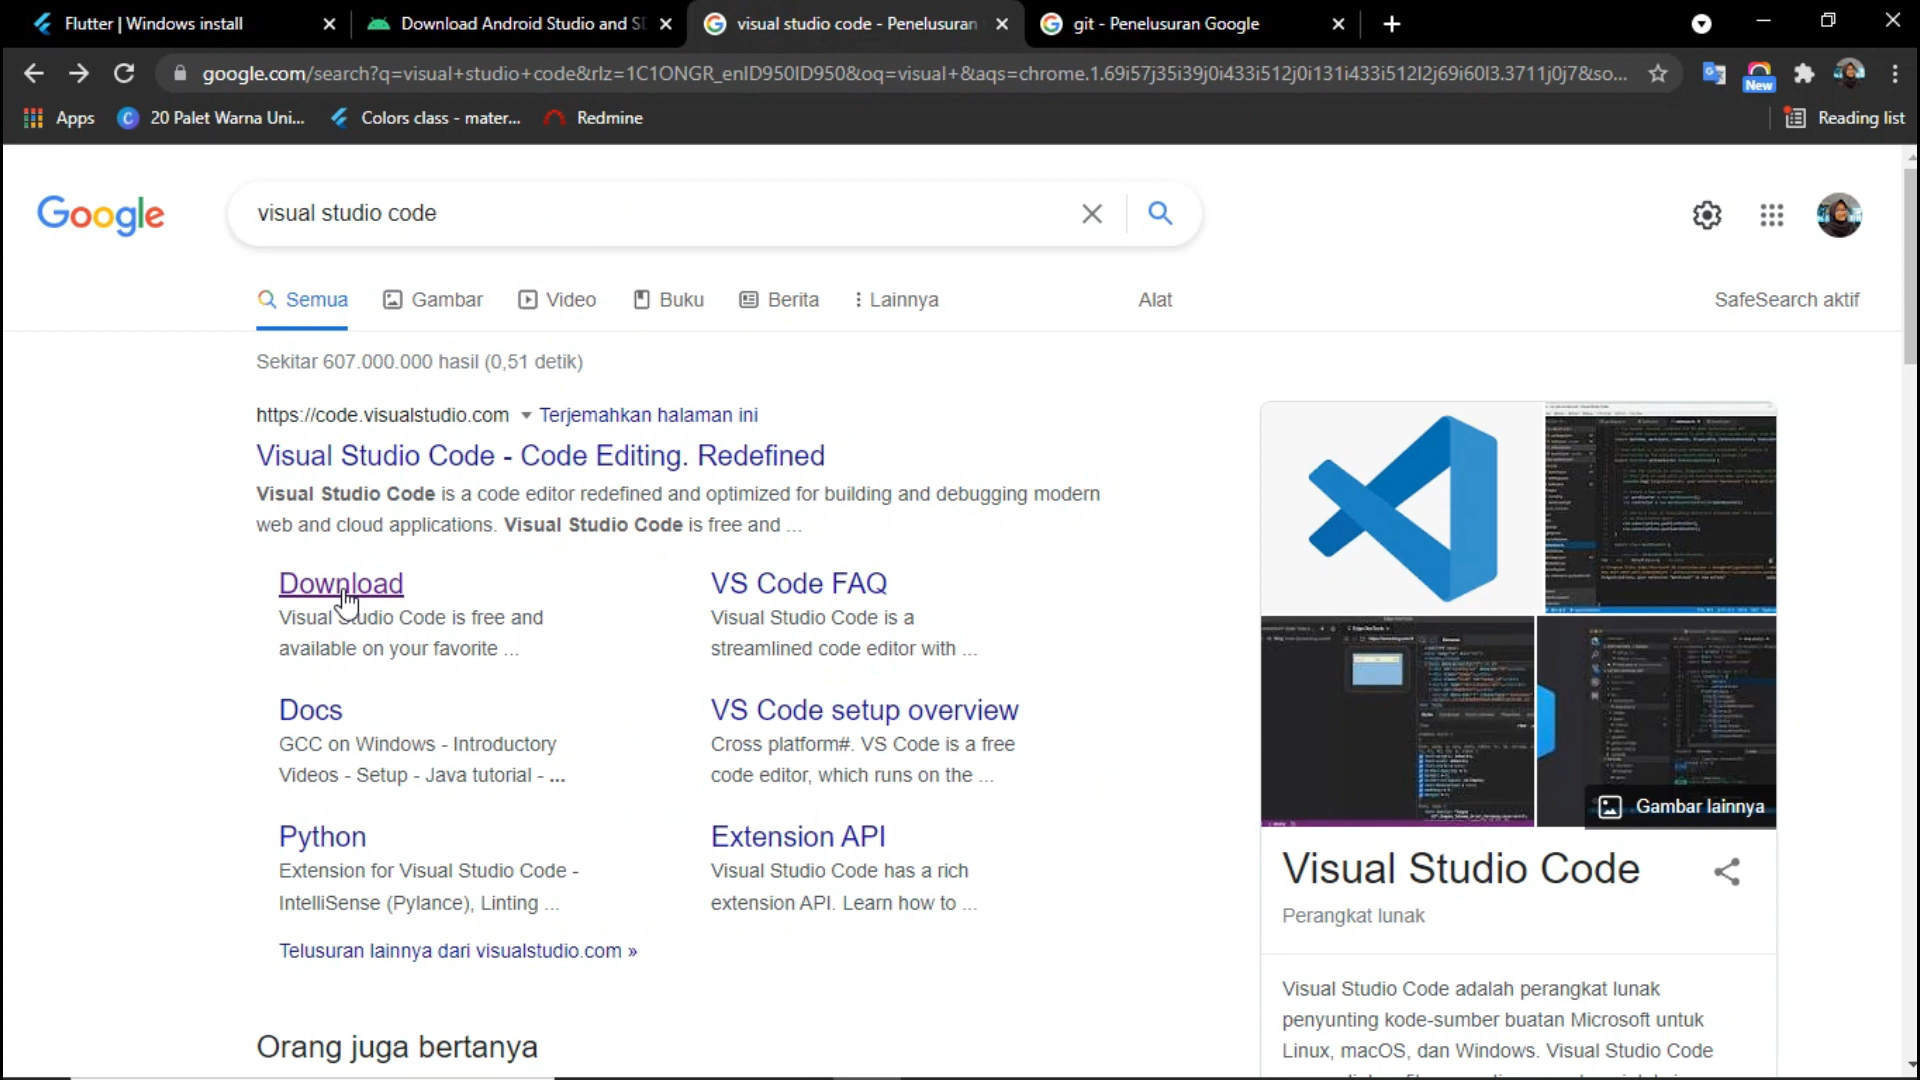 Flutter | Windows install
Download Android Studio and S
visual studio code - Penelusuran
git - Penelusuran Google
google.com/search?q=visual+studio+code&rlz=1C1ONGR_enID950ID950&oq=visual+&aqs=chrome.1.69i57j35i39j0i433i512j0i131i433i512l2j69i60l3.3711j0j7&so...
New
Apps
20 Palet Warna Uni...
Colors class - mater...
Redmine
Reading list
Google
visual studio code
Semua
Gambar
Video
Buku
Berita
Lainnya
Alat
SafeSearch aktif
Sekitar 607.000.000 hasil (0,51 detik)
https://code.visualstudio.com
Terjemahkan halaman ini
Visual Studio Code - Code Editing. Redefined
Visual Studio Code is a code editor redefined and optimized for building and debugging modern
web and cloud applications. Visual Studio Code is free and ...
Download
Visual Studio Code is free and
available on your favorite ...
VS Code FAQ
Visual Studio Code is a
streamlined code editor with ...
Docs
GCC on Windows - Introductory
Videos - Setup - Java tutorial - ...
VS Code setup overview
Cross platform#. VS Code is a free
code editor, which runs on the ...
Python
Extension for Visual Studio Code -
IntelliSense (Pylance), Linting ...
Extension API
Visual Studio Code has a rich
extension API. Learn how to ...
Telusuran lainnya dari visualstudio.com »
Orang juga bertanya
Gambar lainnya
Visual Studio Code
Perangkat lunak
Visual Studio Code adalah perangkat lunak
penyunting kode-sumber buatan Microsoft untuk
Linux, macOS, dan Windows. Visual Studio Code